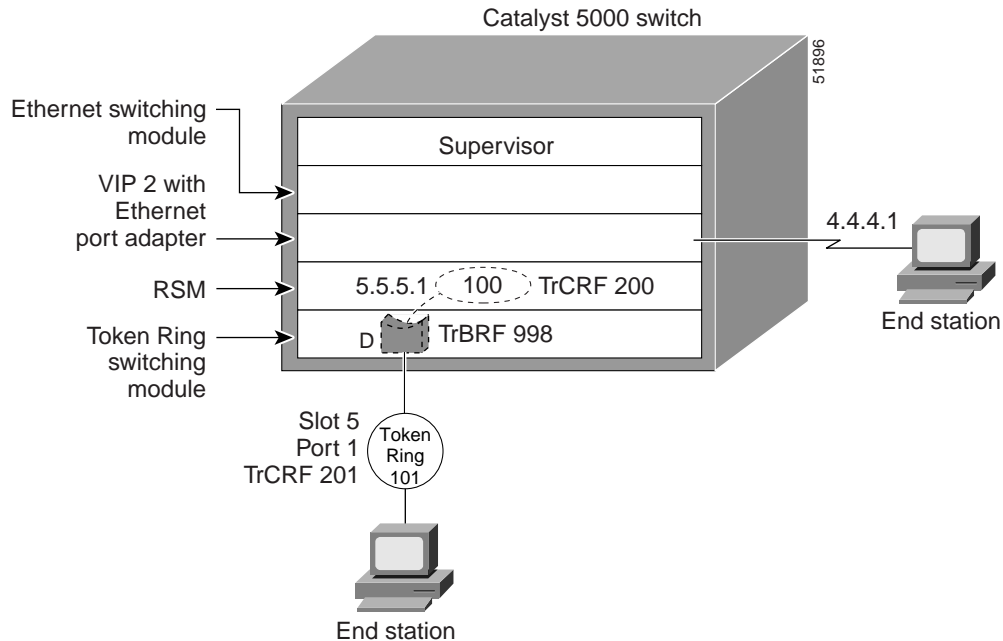 Catalyst 5000 switch
51896
Ethernet switching
module
Supervisor
VIP 2 with
Ethernet
port adapter
4.4.4.1
RSM
5.5.5.1
100
TrCRF 200
End station
Token Ring
switching
module
D
TrBRF 998
Slot 5
Port 1
TrCRF 201
Token
Ring
101
End station